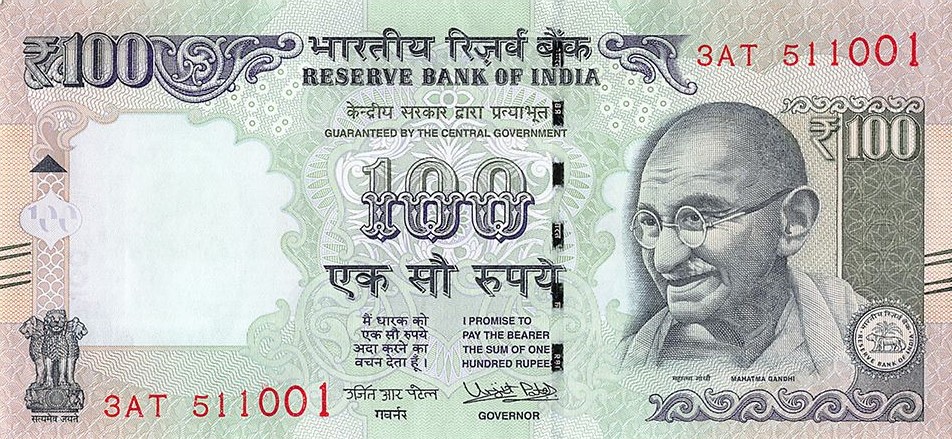 ₹100
भारतीय रिज़र्व बैंक
RESERVE BANK OF INDIA
3AT 511001
केन्द्रीय सरकार द्वारा प्रत्याभूत
GUARANTEED BY THE CENTRAL GOVERNMENT
₹100
100
एक सौ रुपये
मैं धारक को
एक सौ रुपये
अदा करने का
वचन देता हूँ।
I PROMISE TO
PAY THE BEARER
THE SUM OF ONE
HUNDRED RUPEE
उर्जित आर पटेल
गवर्नर
GOVERNOR
महात्मा गांधी
MAHATMA GANDHI
भारतीय रिज़र्व बैंक
RESERVE BANK OF INDIA
सत्यमेव जयते
3AT 511001